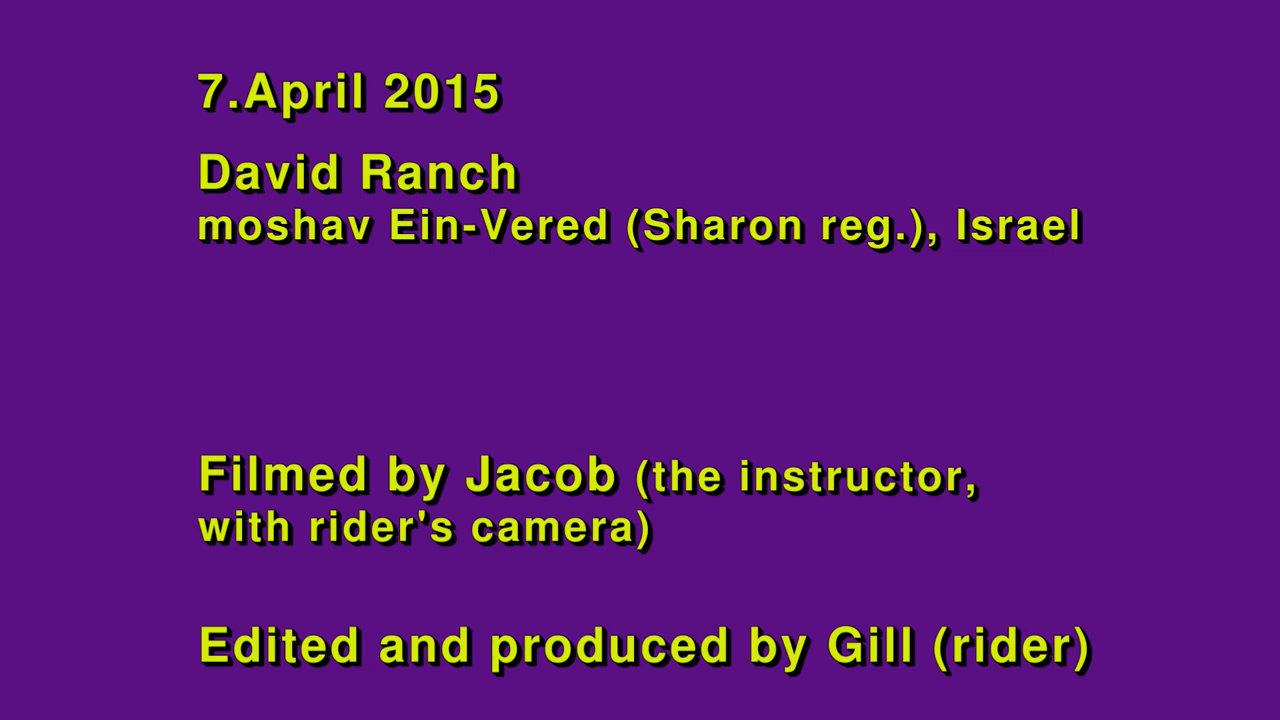 7.April 2015
David Ranch
moshav Ein-Vered (Sharon reg.), Israel
Filmed by Jacob (the instructor,
with rider's camera)
Edited and produced by Gill (rider)